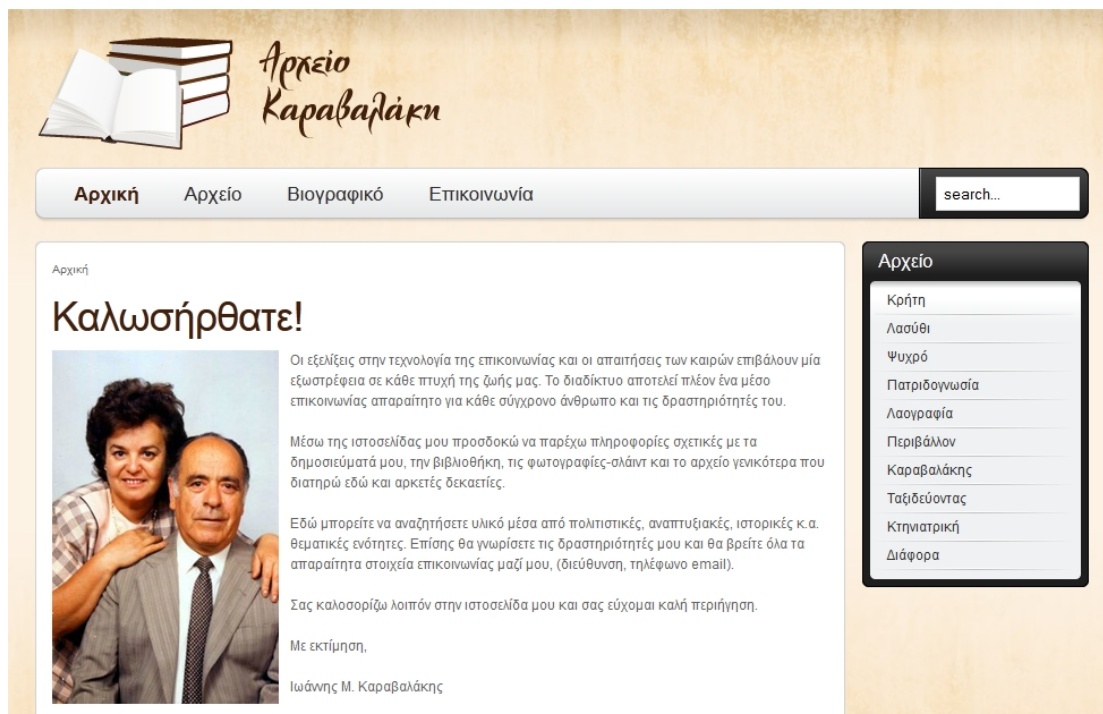 Αρχείο
Καραβαλάκη
Αρχική Αρχείο Βιογραφικό Επικοινωνία
search...
Αρχική
Καλωσήρθατε!
Οι εξελίξεις στην τεχνολογία της επικοινωνίας και οι απαιτήσεις των καιρών επιβάλουν μία
εξωστρέφεια σε κάθε πτυχή της ζωής μας. Το διαδίκτυο αποτελεί πλέον ένα μέσο
επικοινωνίας απαραίτητο για κάθε σύγχρονο άνθρωπο και τις δραστηριότητές του.
Μέσω της ιστοσελίδας μου προσδοκώ να παρέχω πληροφορίες σχετικές με τα
δημοσιεύματά μου, την βιβλιοθήκη, τις φωτογραφίες-σλάιντ και το αρχείο γενικότερα που
διατηρώ εδώ και αρκετές δεκαετίες.
Εδώ μπορείτε να αναζητήσετε υλικό μέσα από πολιτιστικές, αναπτυξιακές, ιστορικές κ.α.
θεματικές ενότητες. Επίσης θα γνωρίσετε τις δραστηριότητές μου και θα βρείτε όλα τα
απαραίτητα στοιχεία επικοινωνίας μαζί μου, (διεύθυνση, τηλέφωνο email).
Σας καλοσορίζω λοιπόν στην ιστοσελίδα μου και σας εύχομαι καλή περιήγηση.
Με εκτίμηση,
Ιωάννης Μ. Καραβαλάκης
Αρχείο
Κρήτη
Λασύθι
Ψυχρό
Πατριδογνωσία
Λαογραφία
Περιβάλλον
Καραβαλάκης
Ταξιδεύοντας
Κτηνιατρική
Διάφορα